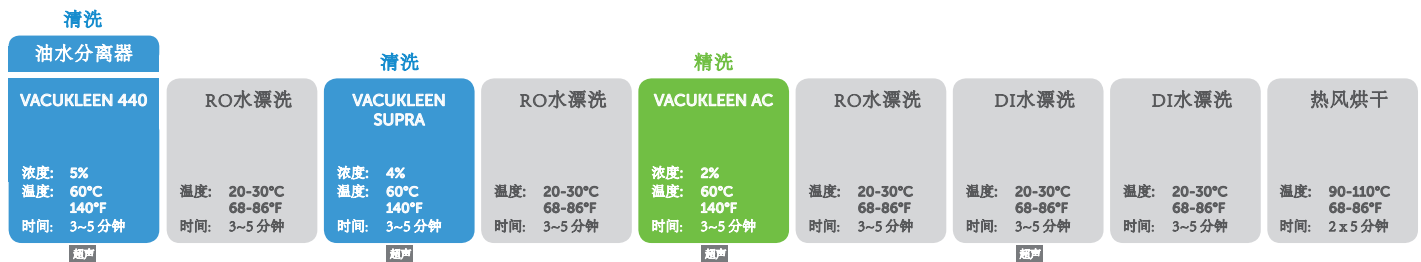 清洗
油水分离器
VACUKLEEN 440
浓度: 5%
温度: 60°C
140°F
时间: 3~5 分钟
超声
RO水漂洗
温度: 20-30°C
68-86°F
时间: 3~5 分钟
清洗
VACUKLEEN
SUPRA
浓度: 4%
温度: 60°C
140°F
时间: 3~5 分钟
超声
RO水漂洗
温度: 20-30°C
68-86°F
时间: 3~5 分钟
精洗
VACUKLEEN AC
浓度: 2%
温度: 60°C
140°F
时间: 3~5 分钟
超声
RO水漂洗
温度: 20-30°C
68-86°F
时间: 3~5 分钟
DI水漂洗
温度: 20-30°C
68-86°F
时间: 3~5 分钟
超声
DI水漂洗
温度: 20-30°C
68-86°F
时间: 3~5 分钟
热风烘干
温度: 90-110°C
68-86°F
时间: 2 x 5 分钟